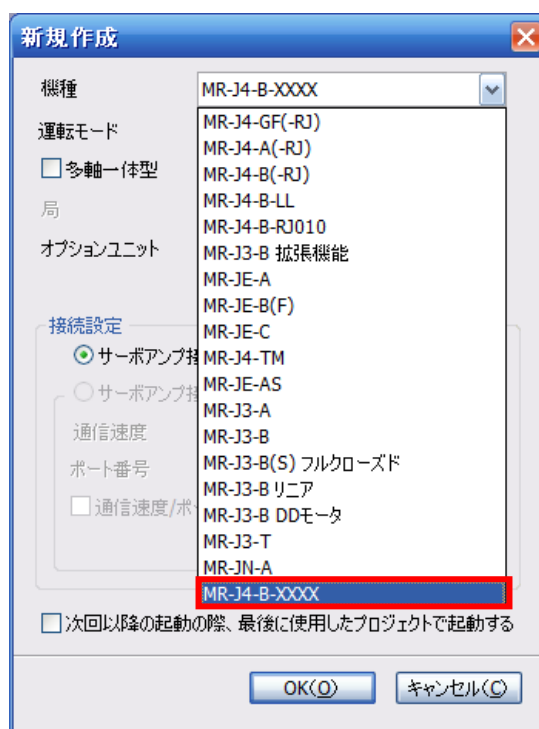 新規作成
機種
MR-J4-B-XXXX
MR-J4-GF(-RJ)
運転モード
MR-J4-A(-RJ)
多軸一体型
MR-J4-B(-RJ)
MR-J4-B-LL
局
MR-J4-B-RJ010
オプションユニット
MR-J3-B 拡張機能
MR-JE-A
MR-JE-B(F)
接続設定
MR-JE-C
サーボアンプ接
MR-J4-TM
MR-JE-AS
サーボアンプ接
MR-J3-A
通信速度
MR-J3-B
MR-J3-B(S) フルクローズド
ポート番号
MR-J3-B リニア
通信速度/ポ
MR-J3-B DDモータ
MR-J3-T
MR-JN-A
MR-J4-B-XXXX
次回以降の起動の際、最後に使用したプロジェクトで起動する
OK(O) キャンセル(C)